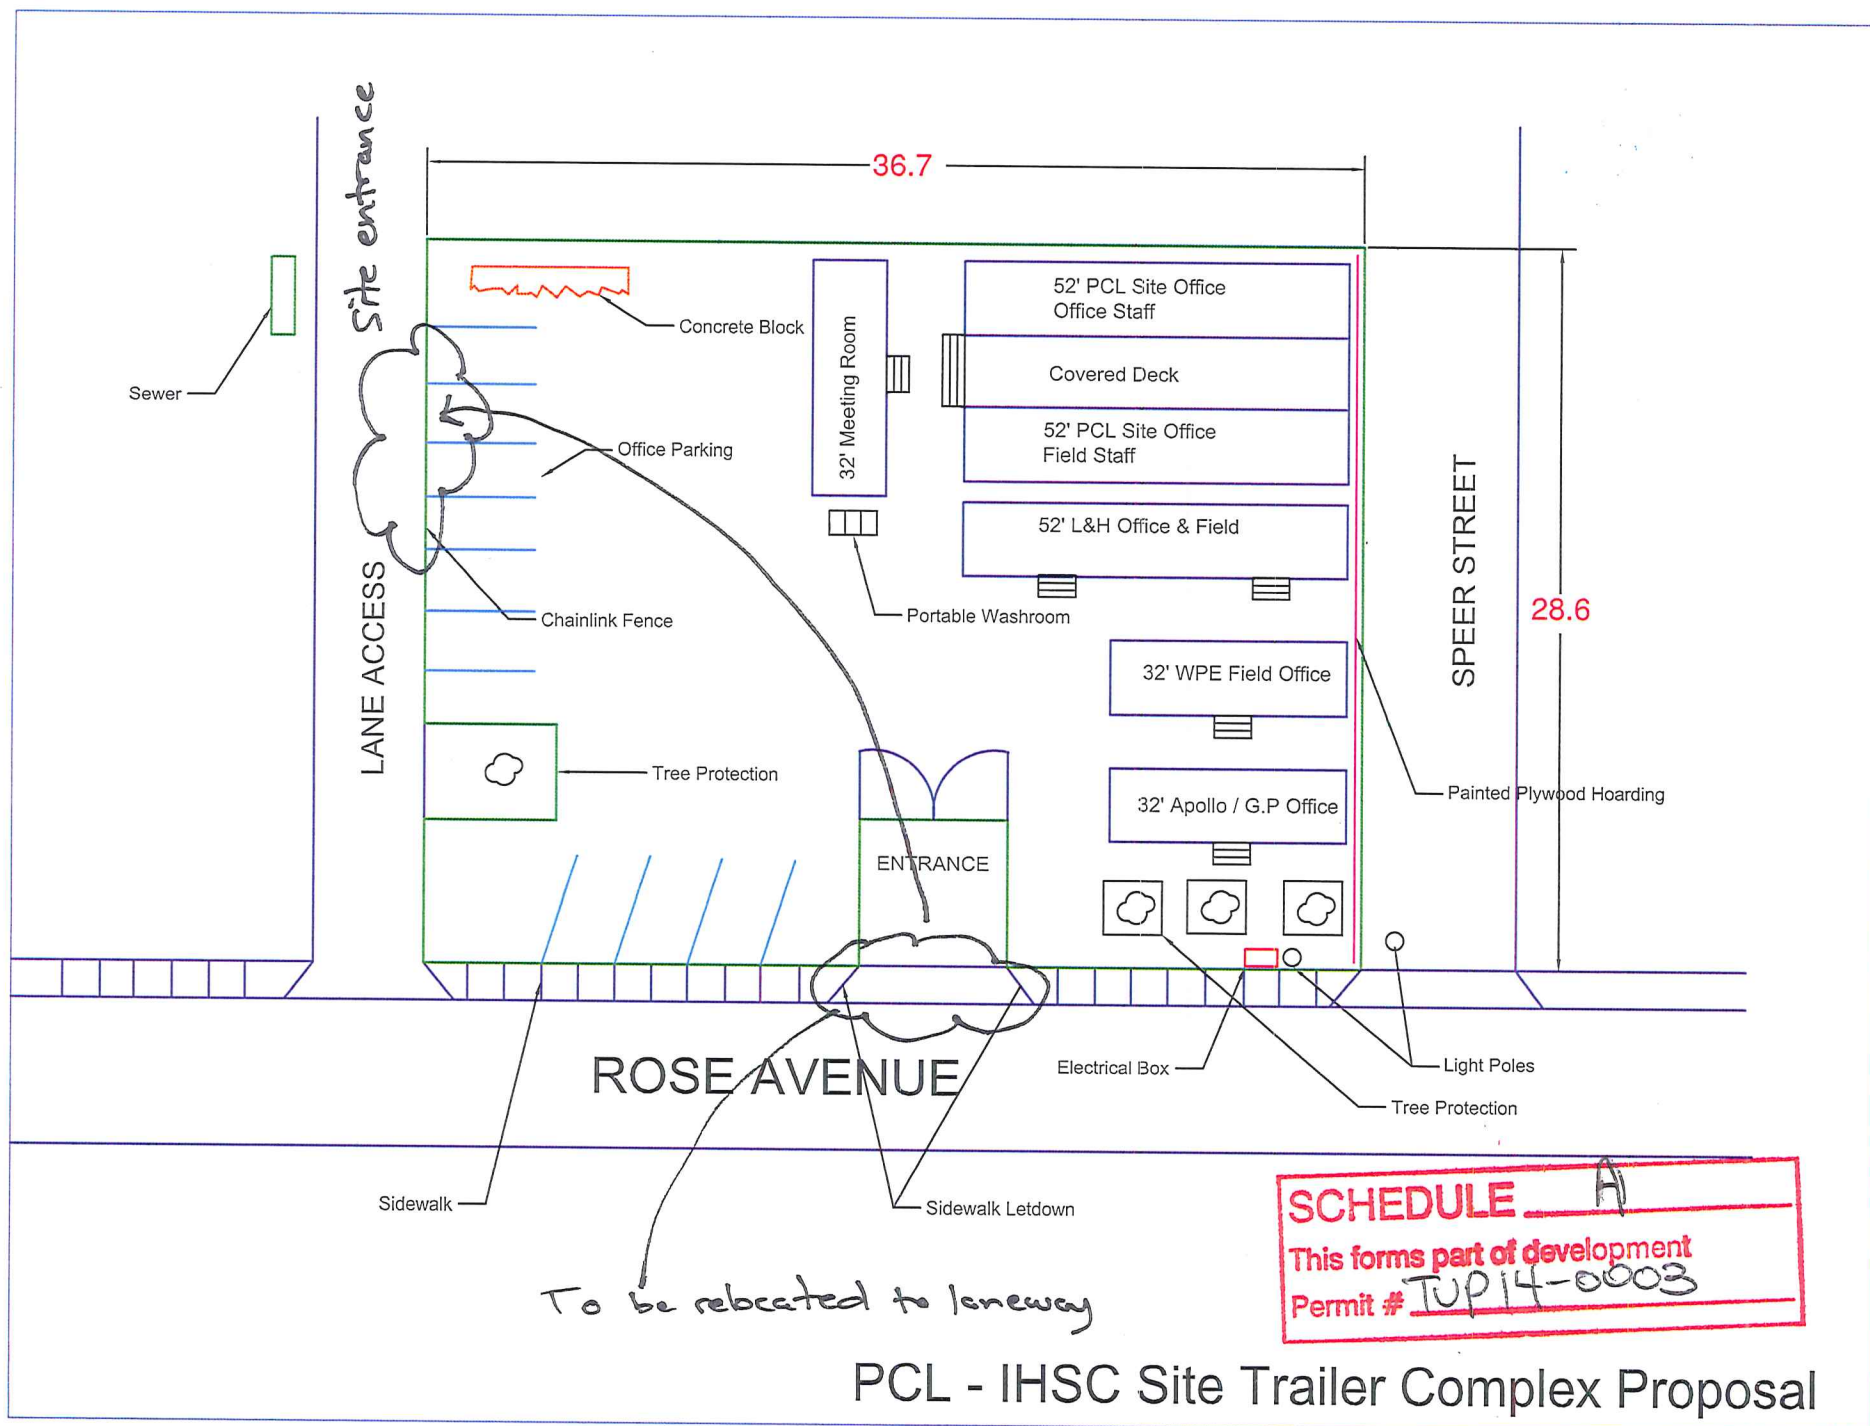 Site entrance
36.7
52' PCL Site Office
Office Staff
Concrete Block
32' Meeting Room
Covered Deck
Sewer
52' PCL Site Office
Field Staff
Office Parking
52' L&H Office & Field
SPEER STREET
28.6
LANE ACCESS
Chainlink Fence
Portable Washroom
32' WPE Field Office
Tree Protection
Painted Plywood Hoarding
32' Apollo / G.P Office
ENTRANCE
ROSE AVENUE
Electrical Box
Light Poles
Tree Protection
Sidewalk
Sidewalk Letdown
To be relocated to laneway
SCHEDULE A
This forms part of development
Permit # TUP14-0003
PCL - IHSC Site Trailer Complex Proposal